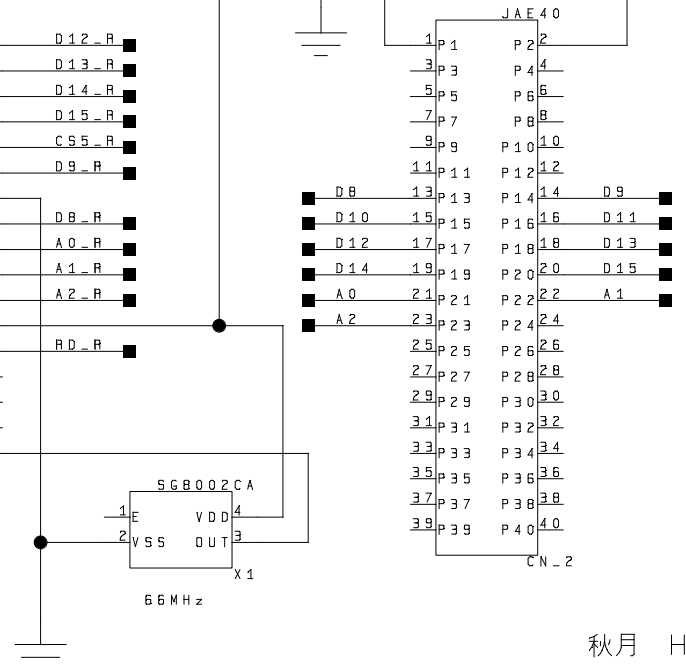 JAE40
D12_R
D13_R
D14_R
D15_R
CS5_R
D9_R
D8_R
A0_R
A1_R
A2_R
RD_R
1 P1 P2 2
3 P3 P4 4
5 P5 P6 6
7 P7 P8 8
9 P9 P10 10
11 P11 P12 12
D8 13 P13 P14 14 D9
D10 15 P15 P16 16 D11
D12 17 P17 P18 18 D13
D14 19 P19 P20 20 D15
A0 21 P21 P22 22 A1
A2 23 P23 P24 24
25 P25 P26 26
27 P27 P28 28
29 P29 P30 30
31 P31 P32 32
33 P33 P34 34
35 P35 P36 36
37 P37 P38 38
39 P39 P40 40
CN_2
SG8002CA
1 E VDD 4
2 VSS OUT 3
X1
66MHz
秋月 H